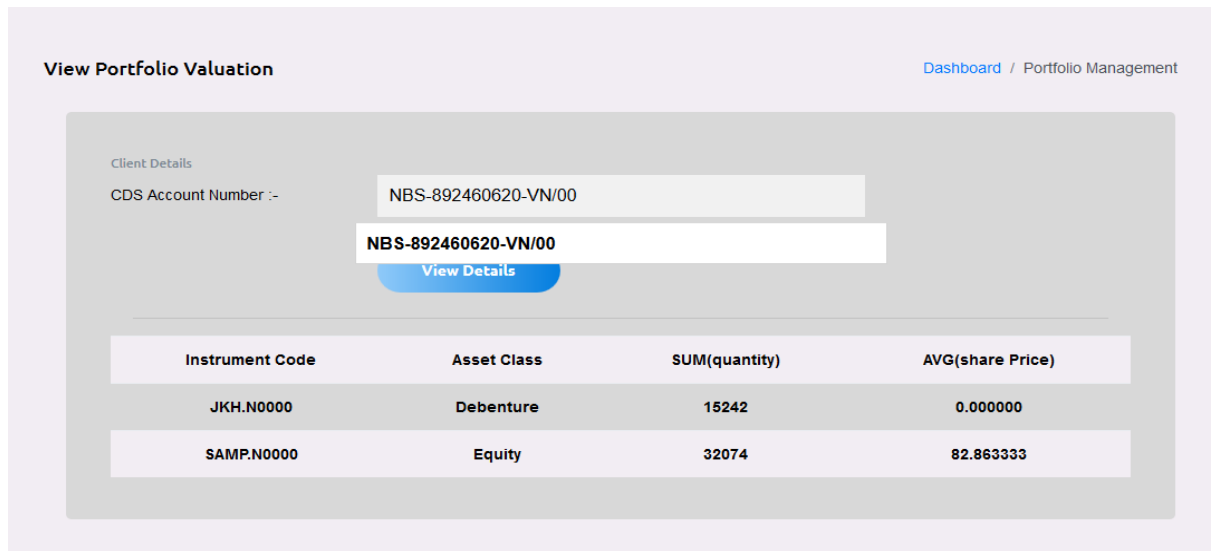 View Portfolio Valuation
Dashboard / Portfolio Management
Client Details
CDS Account Number :-
NBS-892460620-VN/00
NBS-892460620-VN/00
View Details
Instrument Code Asset Class SUM(quantity) AVG(share Price)
JKH.N0000 Debenture 15242 0.000000
SAMP.N0000 Equity 32074 82.863333